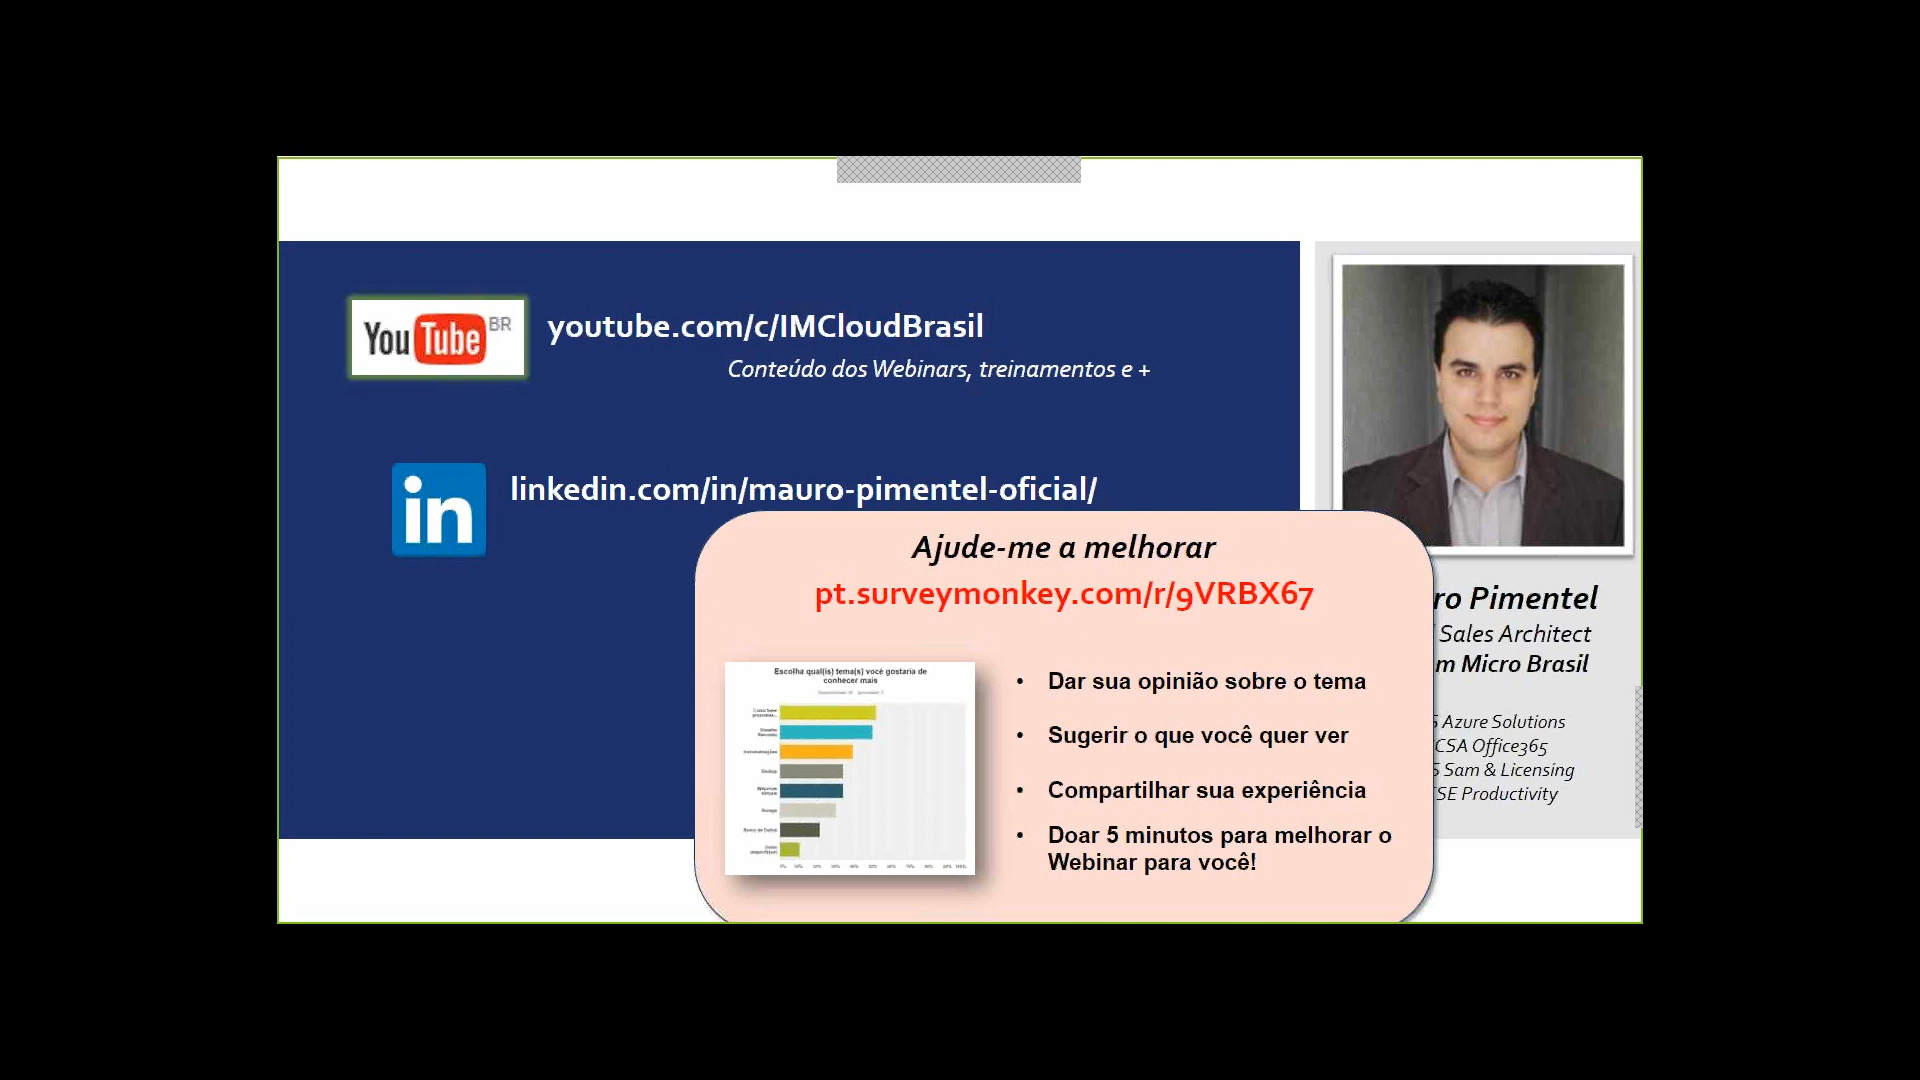 You Tube BR
youtube.com/c/IMCloudBrasil
Conteúdo dos Webinars, treinamentos e +
in
linkedin.com/in/mauro-pimentel-oficial/
Ajude-me a melhorar
pt.surveymonkey.com/r/9VRBX67
Escolha qual(is) tema(s) você gostaria de
conhecer mais
• Dar sua opinião sobre o tema
• Sugerir o que você quer ver
• Compartilhar sua experiência
• Doar 5 minutos para melhorar o
Webinar para você!
ro Pimentel
Sales Architect
m Micro Brasil
Azure Solutions
CSA Office365
Sam & Licensing
SE Productivity